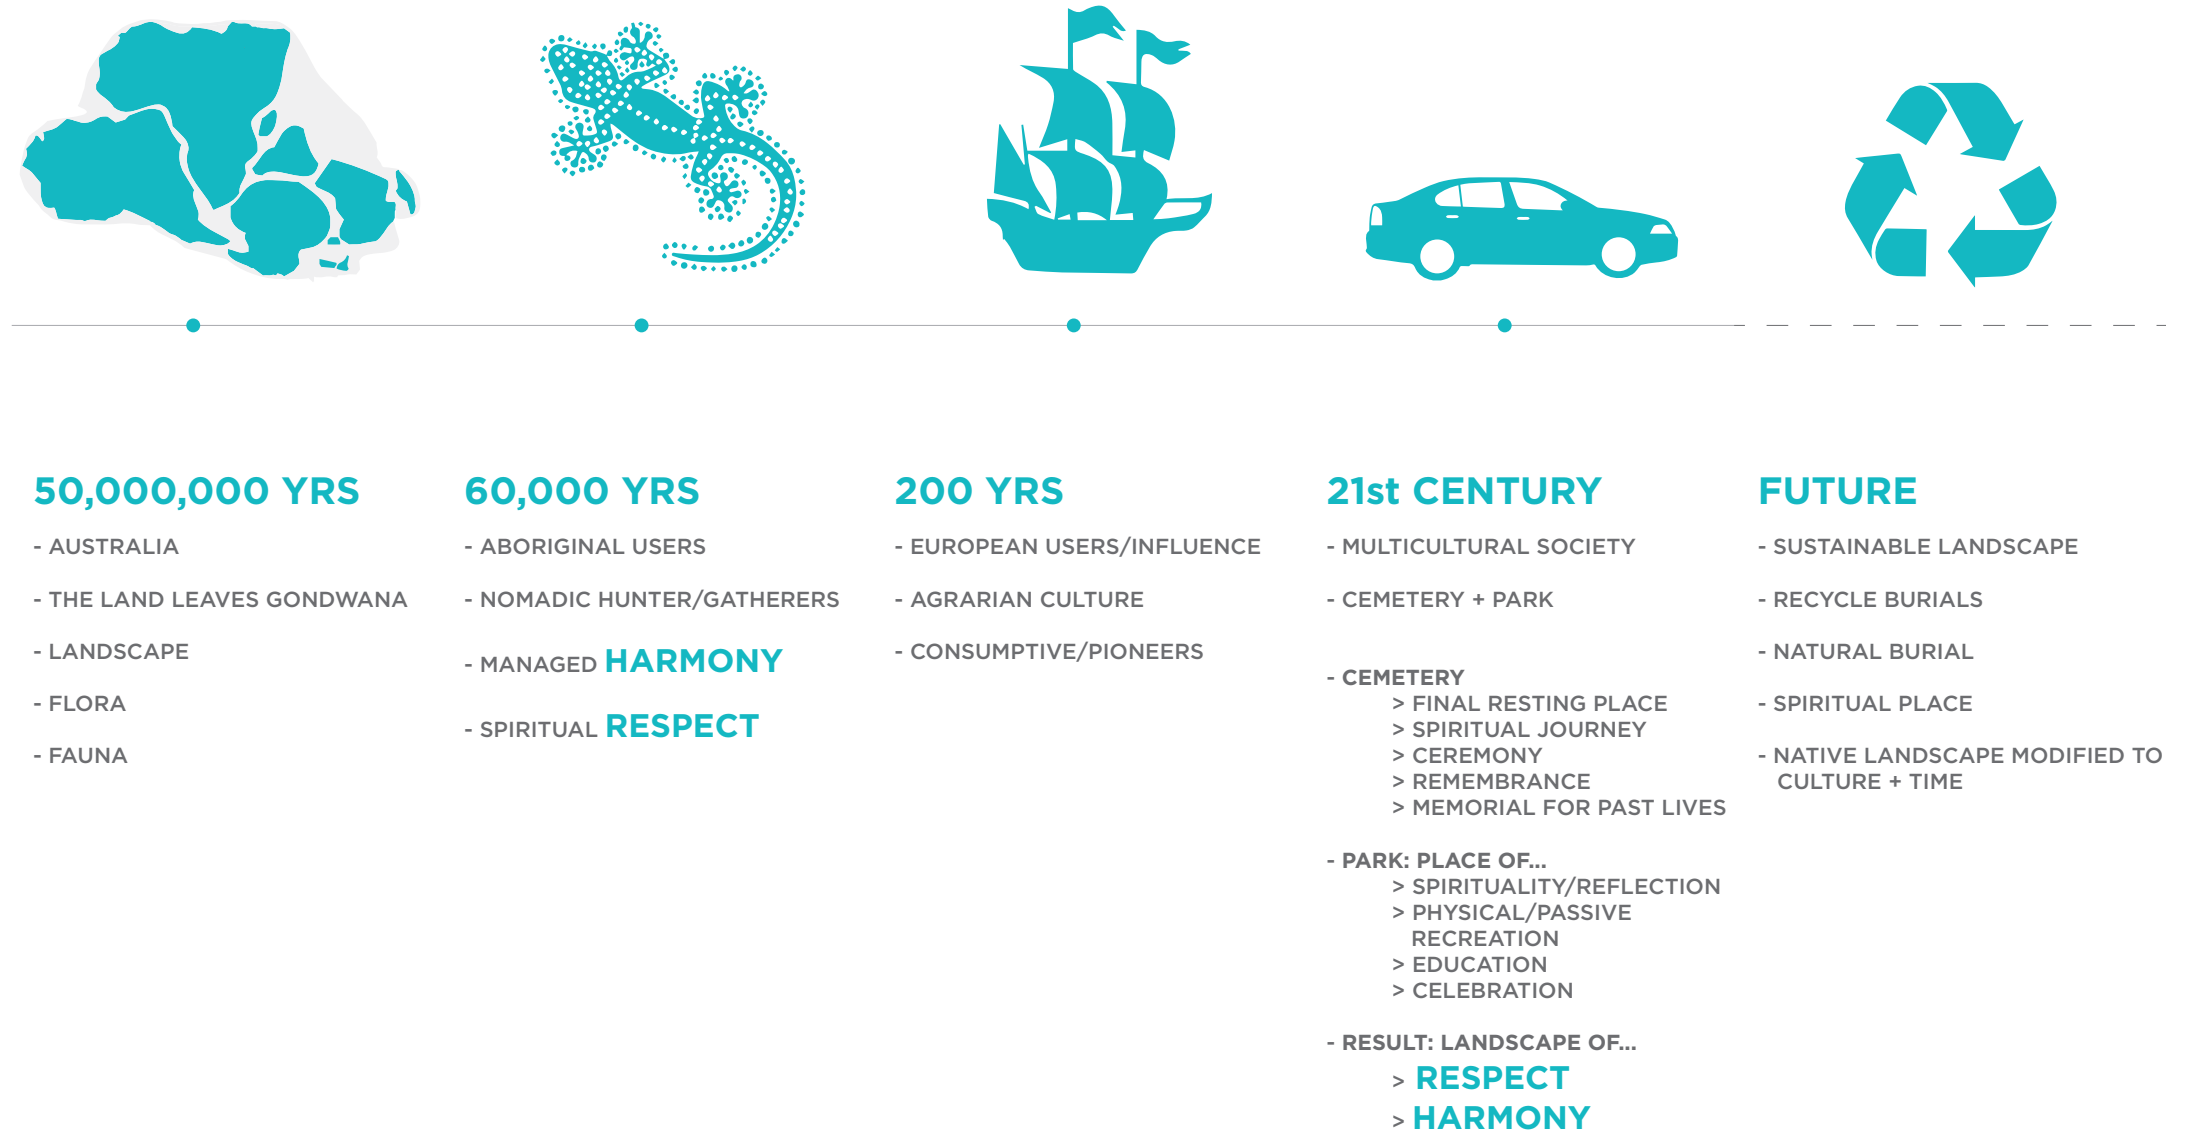 50,000,000 YRS
- AUSTRALIA
- THE LAND LEAVES GONDWANA
- LANDSCAPE
- FLORA
- FAUNA
60,000 YRS
- ABORIGINAL USERS
- NOMADIC HUNTER/GATHERERS
- MANAGED HARMONY
- SPIRITUAL RESPECT
200 YRS
- EUROPEAN USERS/INFLUENCE
- AGRARIAN CULTURE
- CONSUMPTIVE/PIONEERS
21st CENTURY
- MULTICULTURAL SOCIETY
- CEMETERY + PARK
- CEMETERY
> FINAL RESTING PLACE
> SPIRITUAL JOURNEY
> CEREMONY
> REMEMBRANCE
> MEMORIAL FOR PAST LIVES
- PARK: PLACE OF...
> SPIRITUALITY/REFLECTION
> PHYSICAL/PASSIVE
RECREATION
> EDUCATION
> CELEBRATION
- RESULT: LANDSCAPE OF...
> RESPECT
> HARMONY
FUTURE
- SUSTAINABLE LANDSCAPE
- RECYCLE BURIALS
- NATURAL BURIAL
- SPIRITUAL PLACE
- NATIVE LANDSCAPE MODIFIED TO
CULTURE + TIME